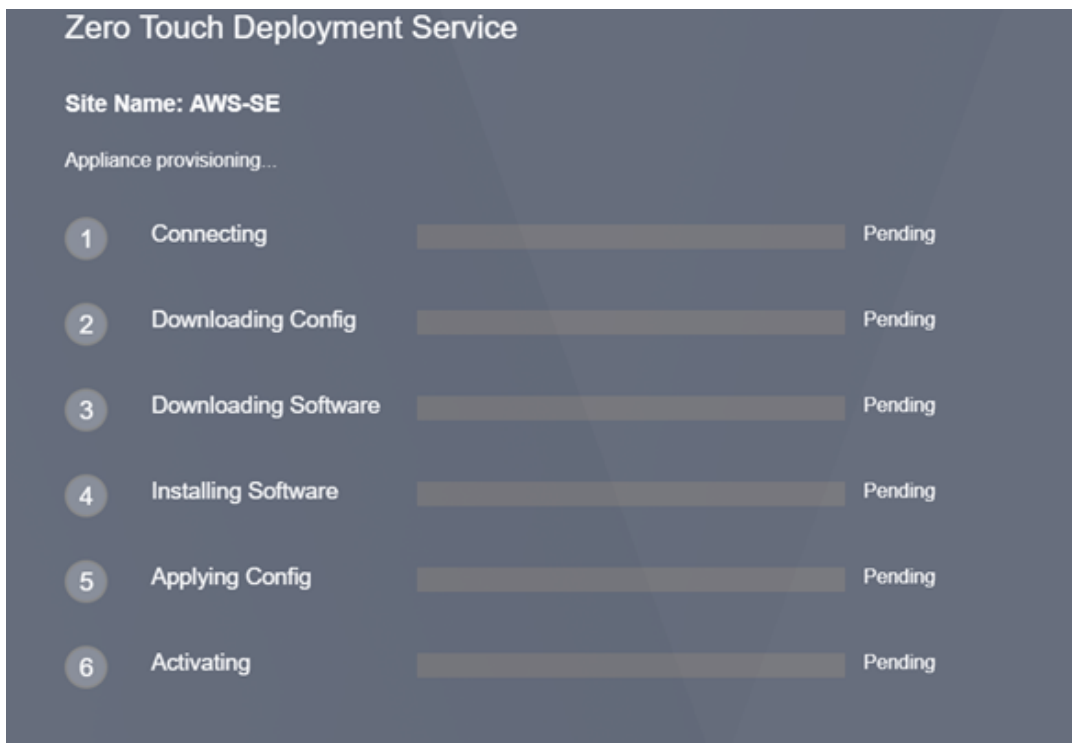 Zero Touch Deployment Service
Site Name: AWS-SE
Appliance provisioning...
1 Connecting Pending
2 Downloading Config Pending
3 Downloading Software Pending
4 Installing Software Pending
5 Applying Config Pending
6 Activating Pending